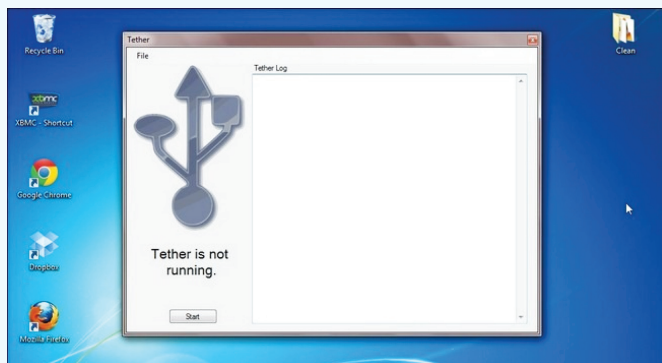 Recycle Bin
XBMC
XBMC - Shortcut
Google Chrome
Dropbox
Mozilla Firefox
Tether
File
Tether Log
Tether is not
running.
Start
Clean